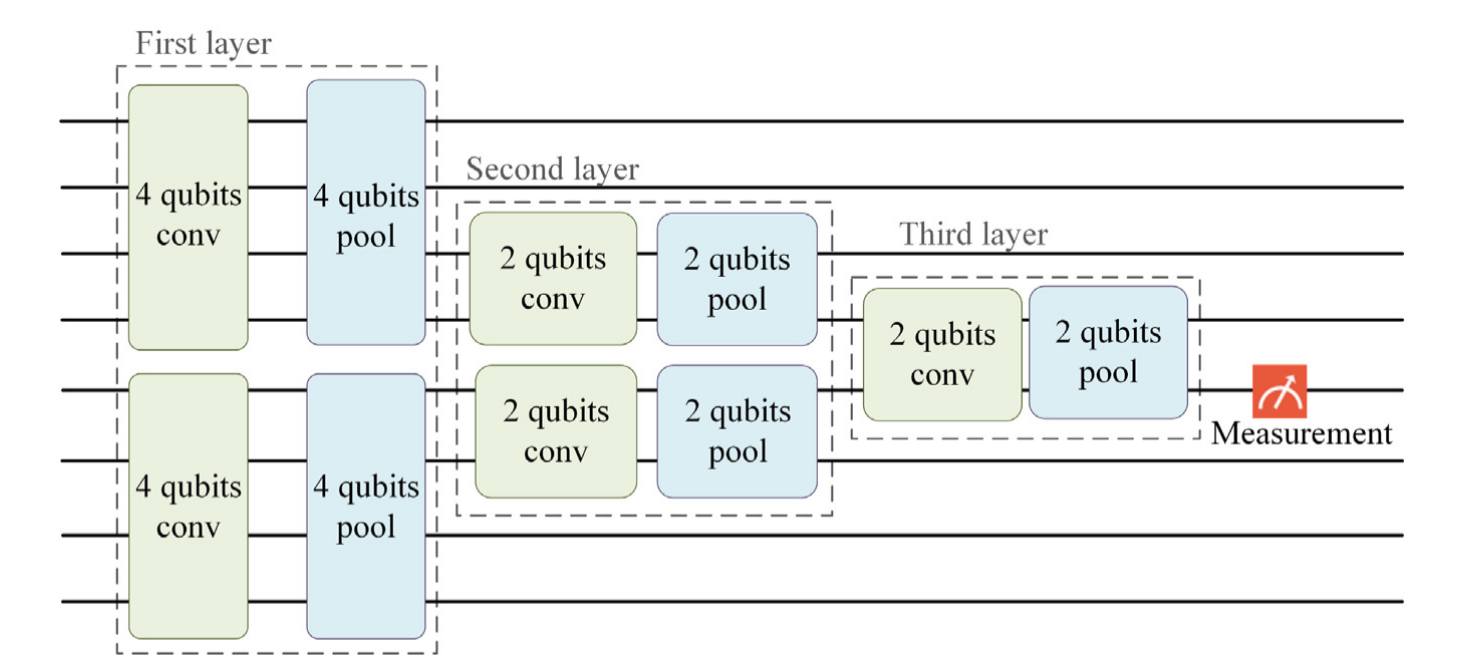 First layer
4 qubits
conv
4 qubits
pool
4 qubits
conv
4 qubits
pool
Second layer
2 qubits
conv
2 qubits
pool
2 qubits
conv
2 qubits
pool
Third layer
2 qubits
conv
2 qubits
pool
Measurement